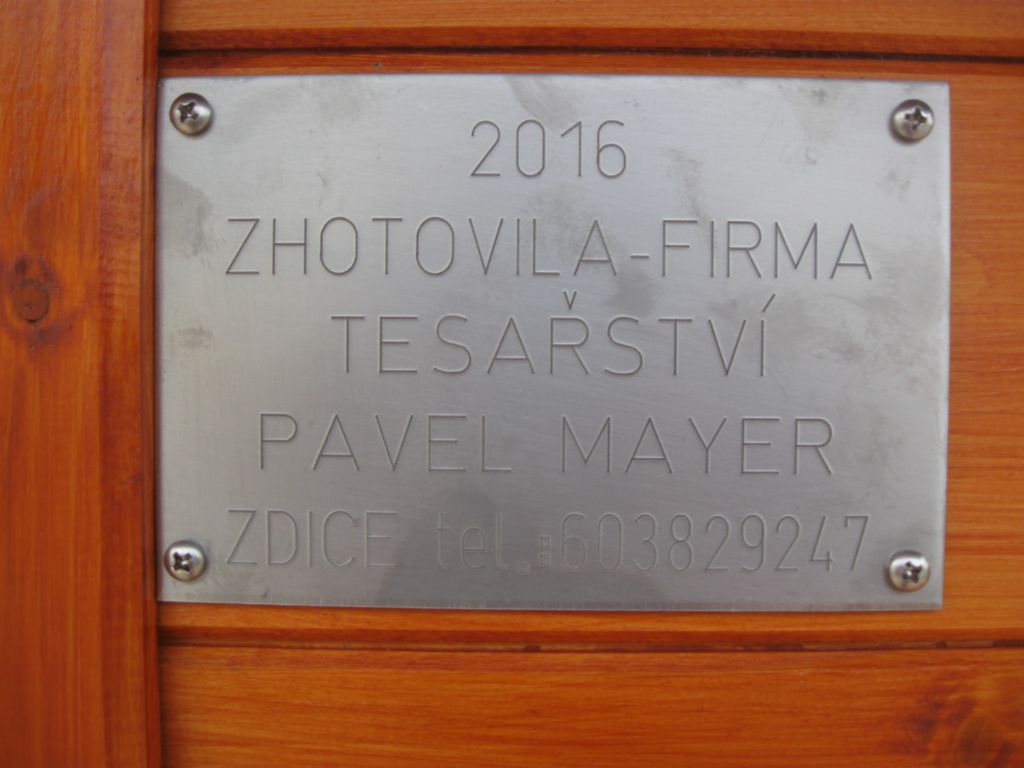 2016
ZHOTOVILA-FIRMA
TESAŘSTVÍ
PAVEL MAYER
ZDICE tel.:603829247